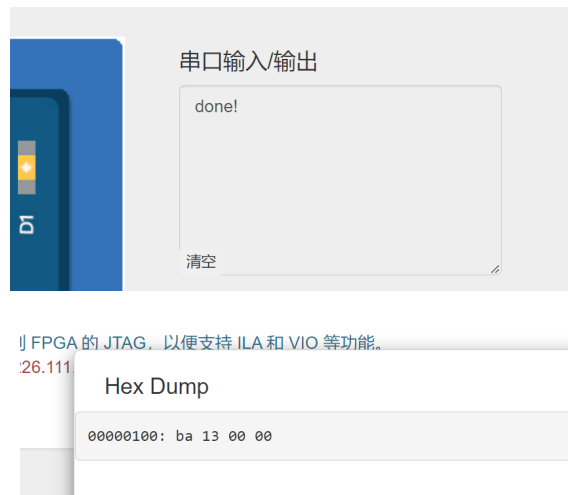 串口输入/输出
done!
D1
清空
FPGA 的 JTAG，以便支持 ILA 和 VIO 等功能。
26.111
Hex Dump
00000100: ba 13 00 00